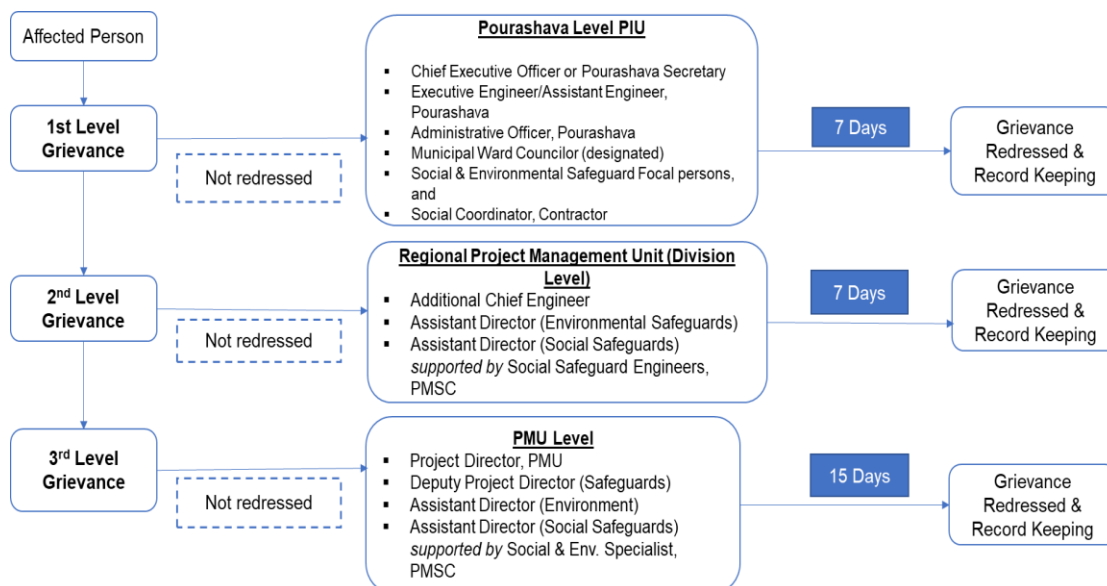 Affected Person
1st Level
Grievance
Not redressed
Pourashava Level PIU
▪ Chief Executive Officer or Pourashava Secretary
▪ Executive Engineer/Assistant Engineer,
Pourashava
▪ Administrative Officer, Pourashava
▪ Municipal Ward Councilor (designated)
▪ Social & Environmental Safeguard Focal persons,
and
▪ Social Coordinator, Contractor
7 Days
Grievance
Redressed &
Record Keeping
2nd Level
Grievance
Not redressed
Regional Project Management Unit (Division
Level)
▪ Additional Chief Engineer
▪ Assistant Director (Environmental Safeguards)
▪ Assistant Director (Social Safeguards)
supported by Social Safeguard Engineers,
PMSC
7 Days
Grievance
Redressed &
Record Keeping
3rd Level
Grievance
Not redressed
PMU Level
▪ Project Director, PMU
▪ Deputy Project Director (Safeguards)
▪ Assistant Director (Environment)
▪ Assistant Director (Social Safeguards)
supported by Social & Env. Specialist,
PMSC
15 Days
Grievance
Redressed &
Record Keeping